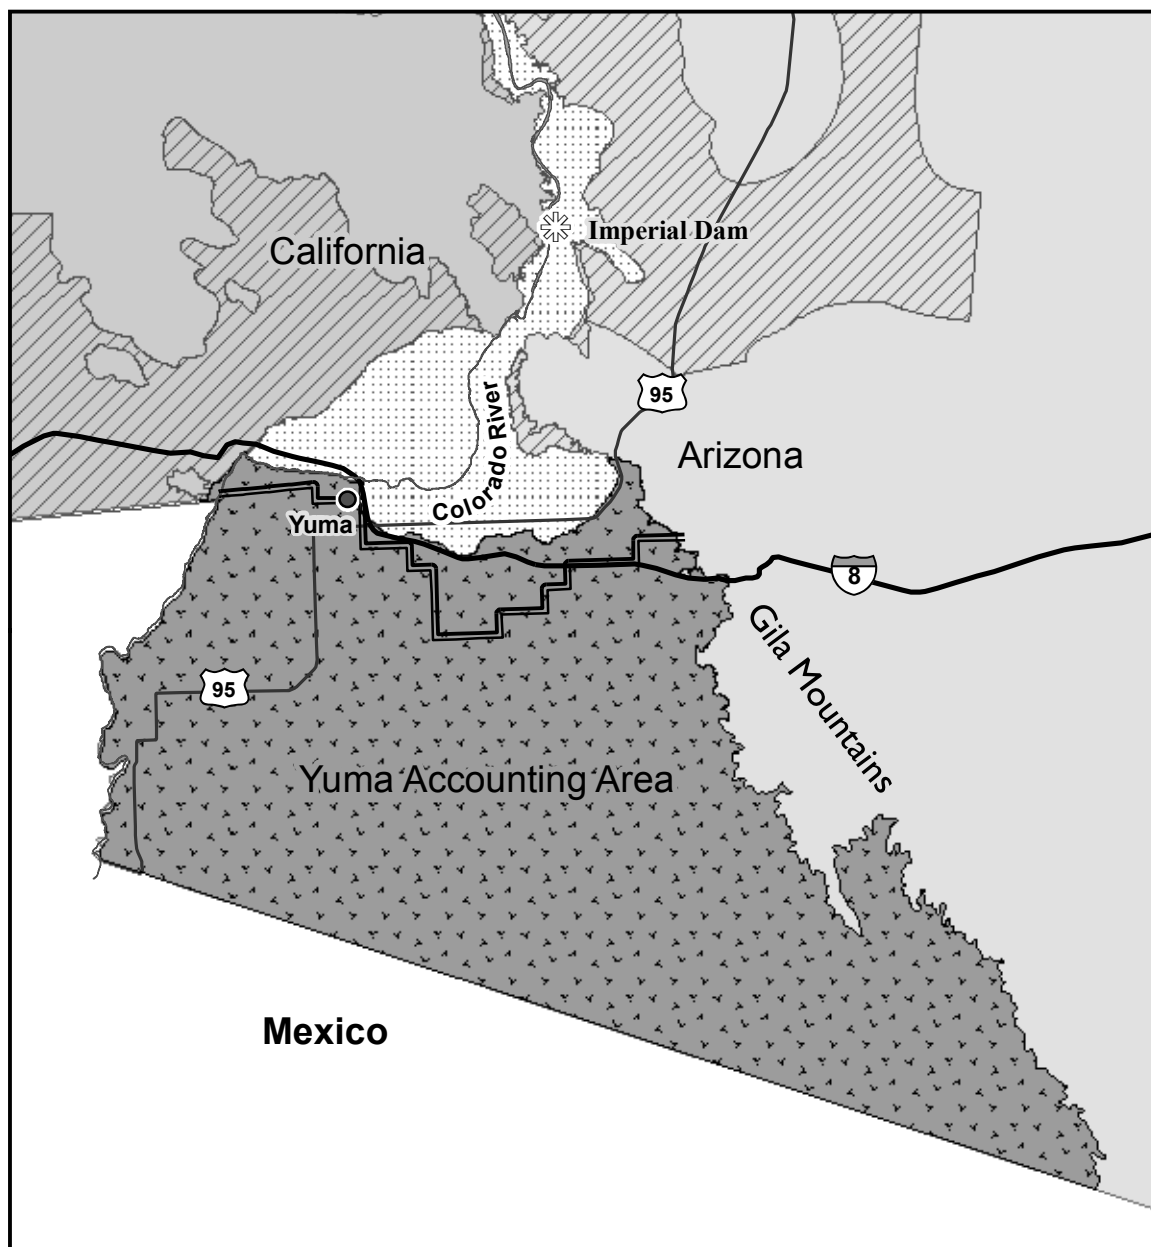 Imperial Dam
California
95
Colorado River
Arizona
Yuma
8
Gila Mountains
95
Yuma Accounting Area
Mexico